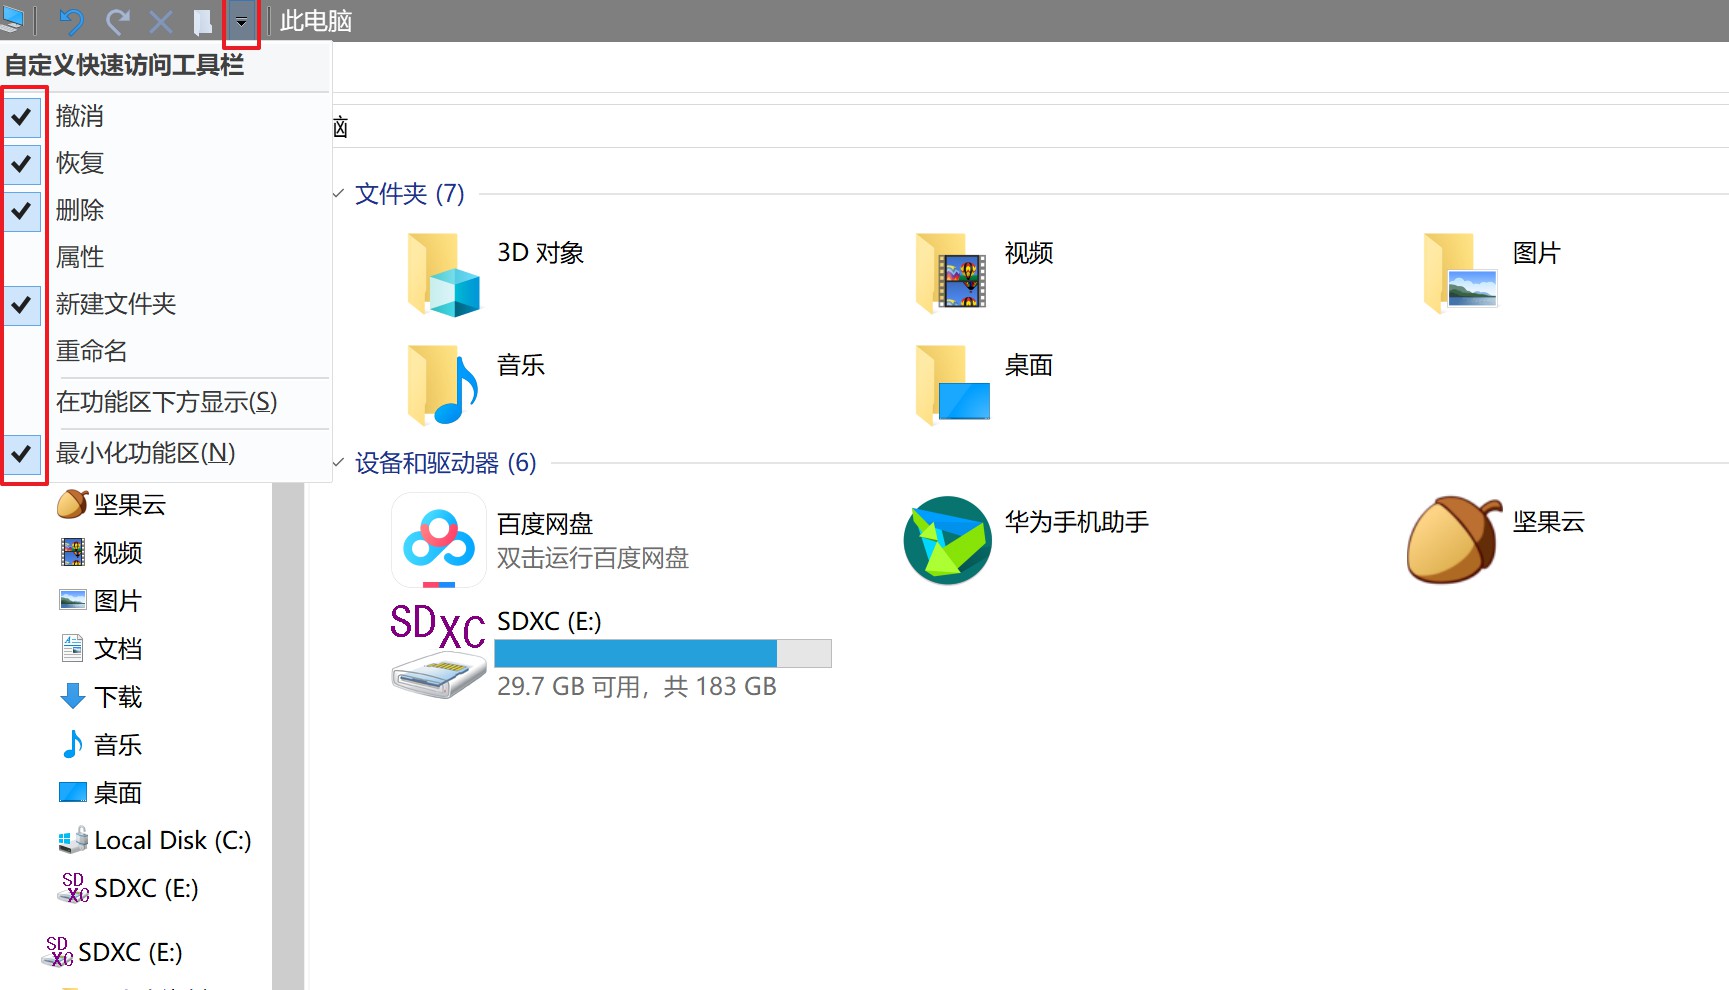 此电脑
自定义快速访问工具栏
撤消
恢复
删除
属性
新建文件夹
重命名
在功能区下方显示(S)
最小化功能区(N)
脑
文件夹 (7)
3D 对象
视频
图片
音乐
桌面
设备和驱动器 (6)
百度网盘
双击运行百度网盘
华为手机助手
坚果云
SDXC
SDXC (E:)
29.7 GB 可用，共 183 GB
坚果云
视频
图片
文档
下载
音乐
桌面
Local Disk (C:)
SDXC
SDXC (E:)
SDXC
SDXC (E:)